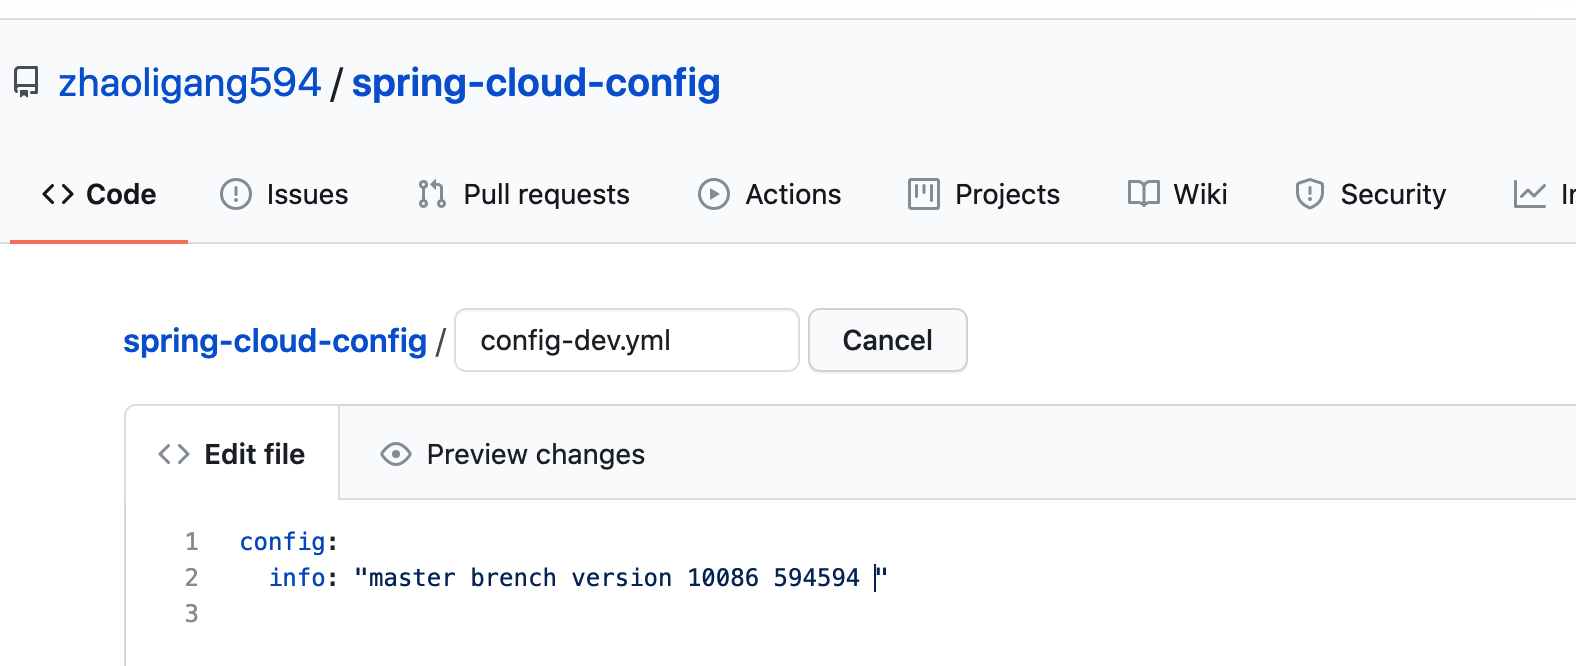 zhaoligang594 / spring-cloud-config
Code Issues Pull requests Actions Projects Wiki Security
spring-cloud-config / config-dev.yml Cancel
Edit file Preview changes
1 config:
2 info: "master brench version 10086 594594 "
3